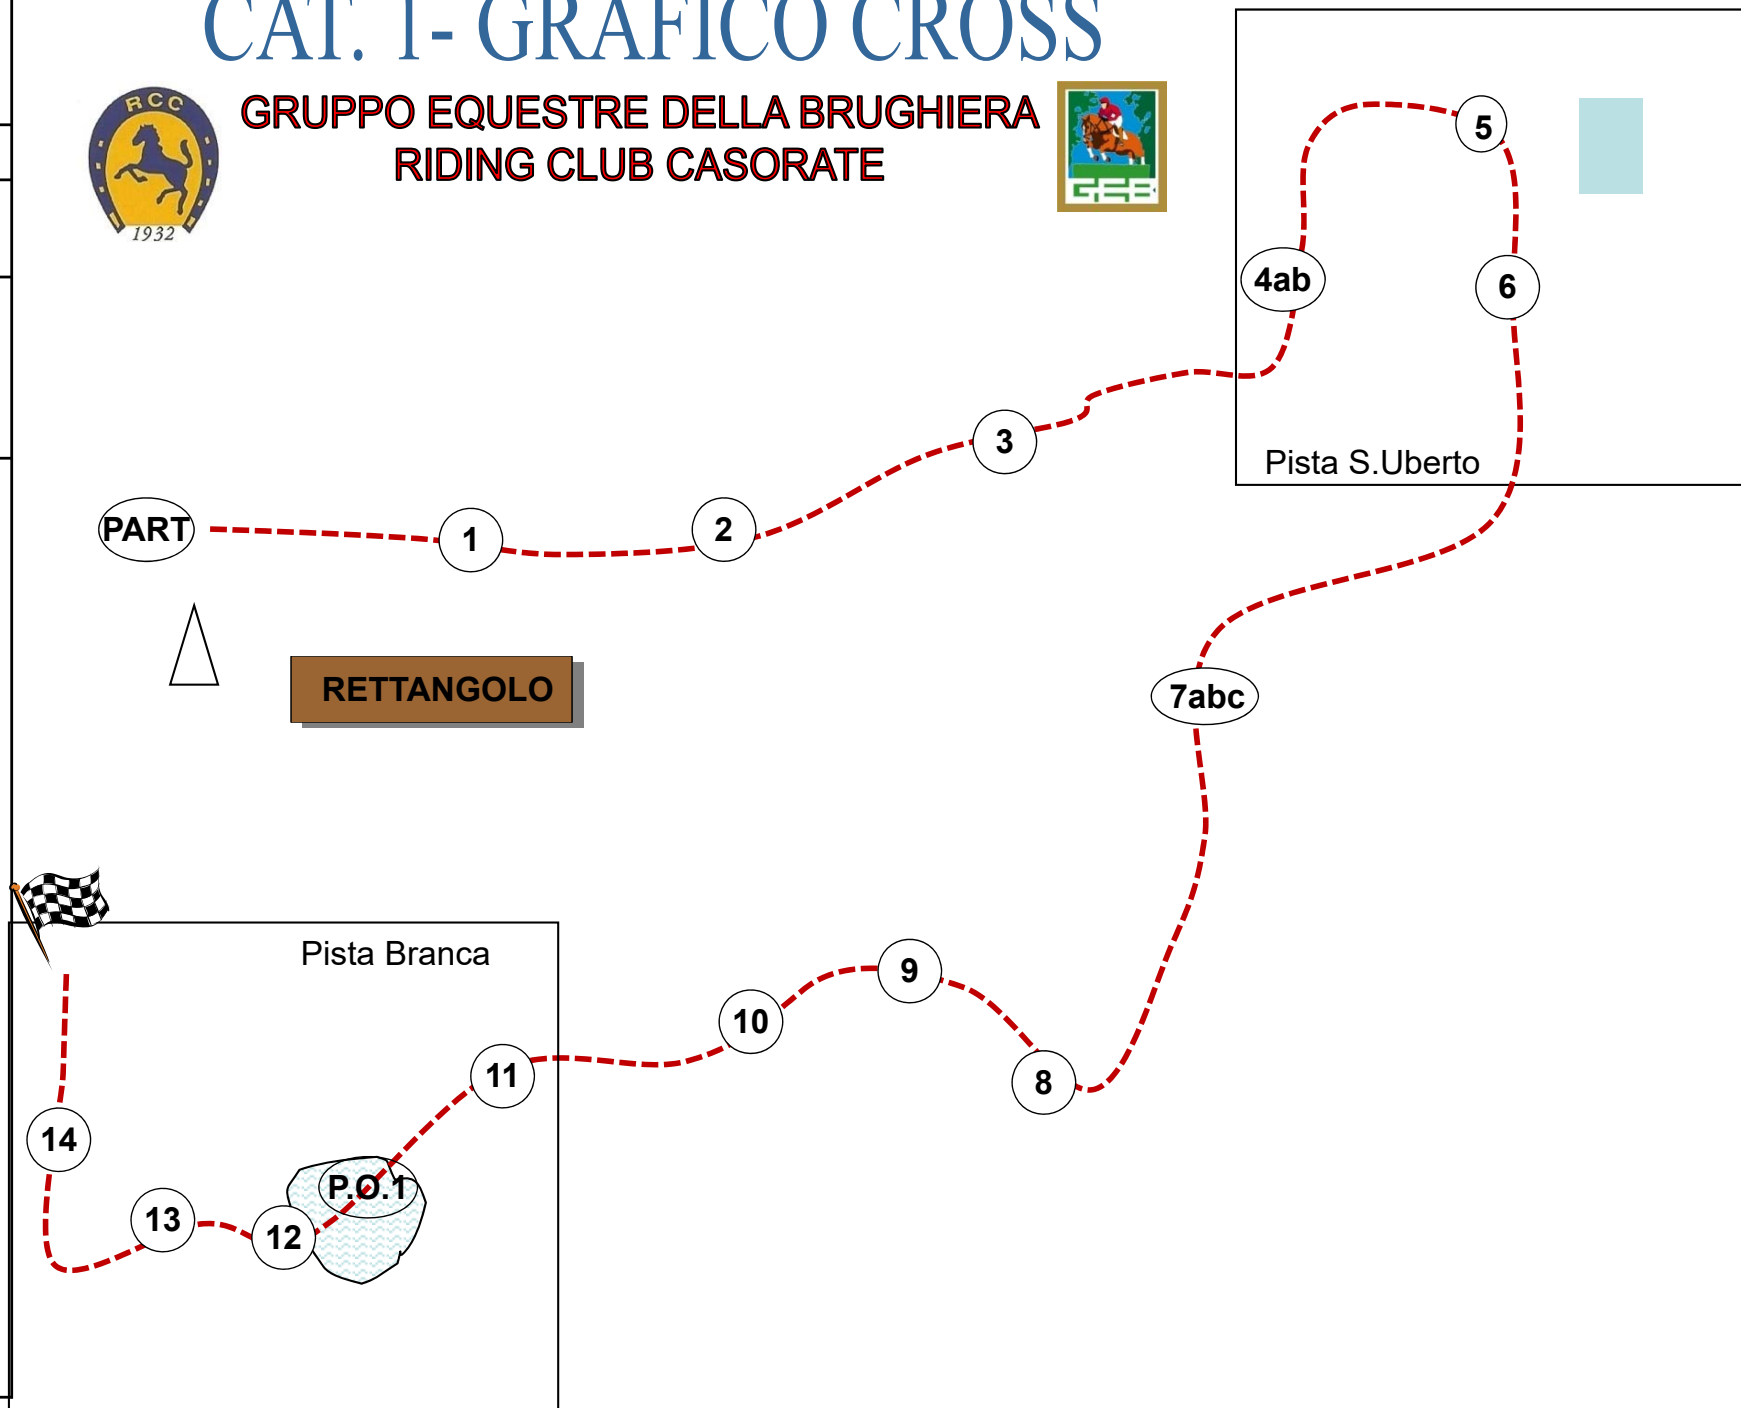 CAT. 1- GRAFICO CROSS
RCC
1932
GRUPPO EQUESTRE DELLA BRUGHIERA
RIDING CLUB CASORATE
GEB
5
4ab
6
3
Pista S.Uberto
PART
1
2
RETTANGOLO
7abc
Pista Branca
9
10
11
8
14
P.O.1
13
12